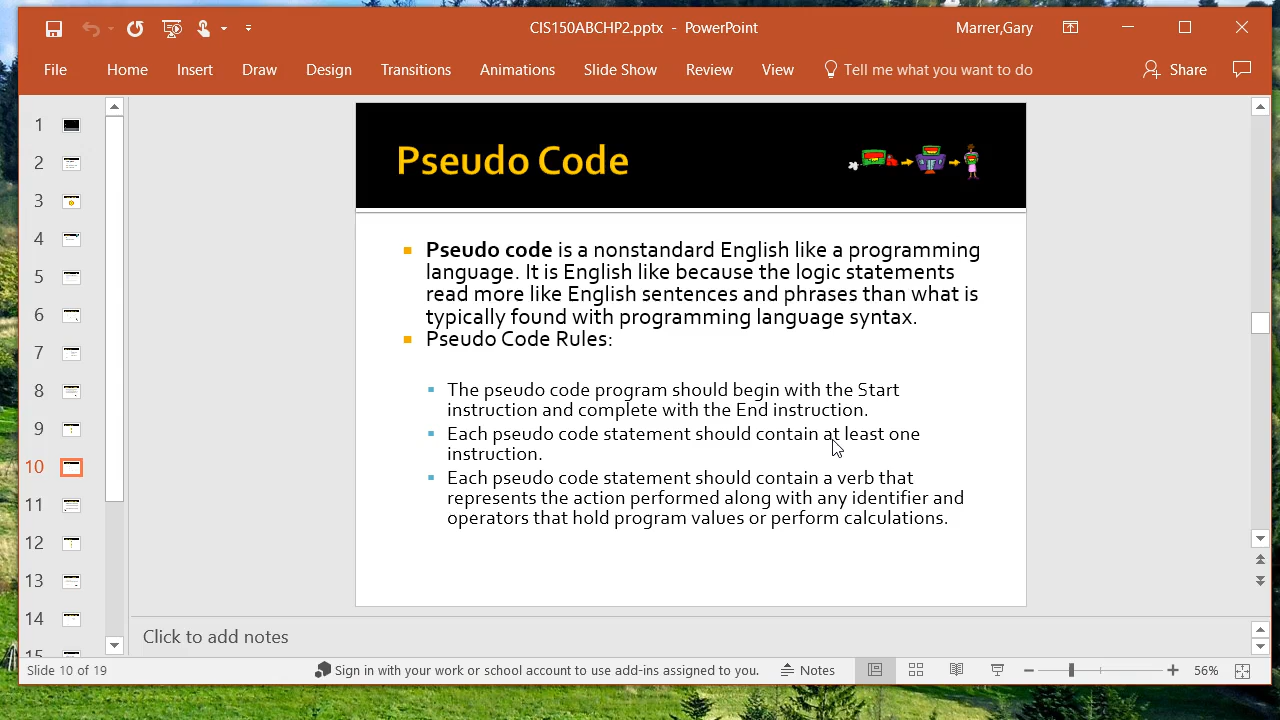 CIS150ABCHP2.pptx - PowerPoint
Marrer,Gary
File Home Insert Draw Design Transitions Animations Slide Show Review View Tell me what you want to do Share
1
2
3
4
5
6
7
8
9
10
11
12
13
14
Pseudo Code
Pseudo code is a nonstandard English like a programming
language. It is English like because the logic statements
read more like English sentences and phrases than what is
typically found with programming language syntax.
Pseudo Code Rules:
The pseudo code program should begin with the Start
instruction and complete with the End instruction.
Each pseudo code statement should contain at least one
instruction.
Each pseudo code statement should contain a verb that
represents the action performed along with any identifier and
operators that hold program values or perform calculations.
Click to add notes
Slide 10 of 19
Sign in with your work or school account to use add-ins assigned to you.
Notes
56%